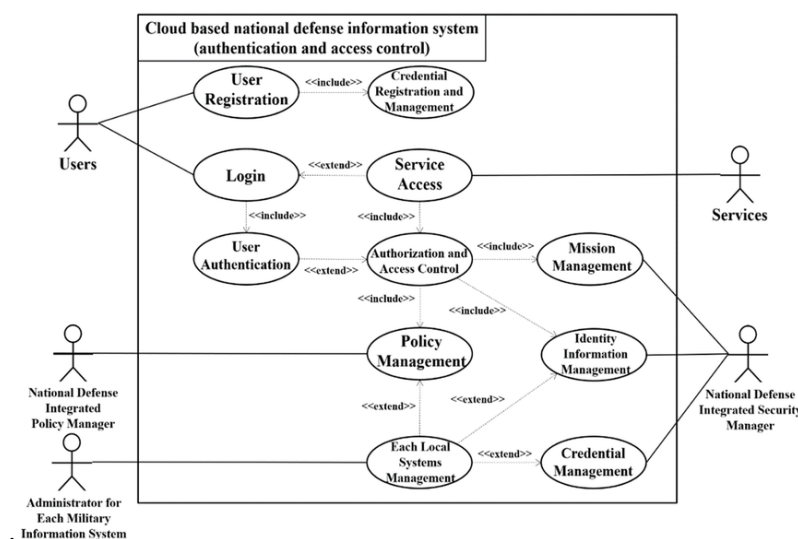 Cloud based national defense information system
(authentication and access control)
User
Registration
<<include>>
Credential
Registration and
Management
Users
Login
<<extend>>
Service
Access
Services
<<include>>
<<include>>
User
Authentication
<<extend>>
Authorization and
Access Control
<<include>>
Mission
Management
<<include>>
<<include>>
Policy
Management
Identity
Information
Management
National Defense
Integrated
Policy Manager
National Defense
Integrated Security
Manager
<<extend>>
<<extend>>
Each Local
Systems
Management
<<extend>>
Credential
Management
Administrator for
Each Military
Information System